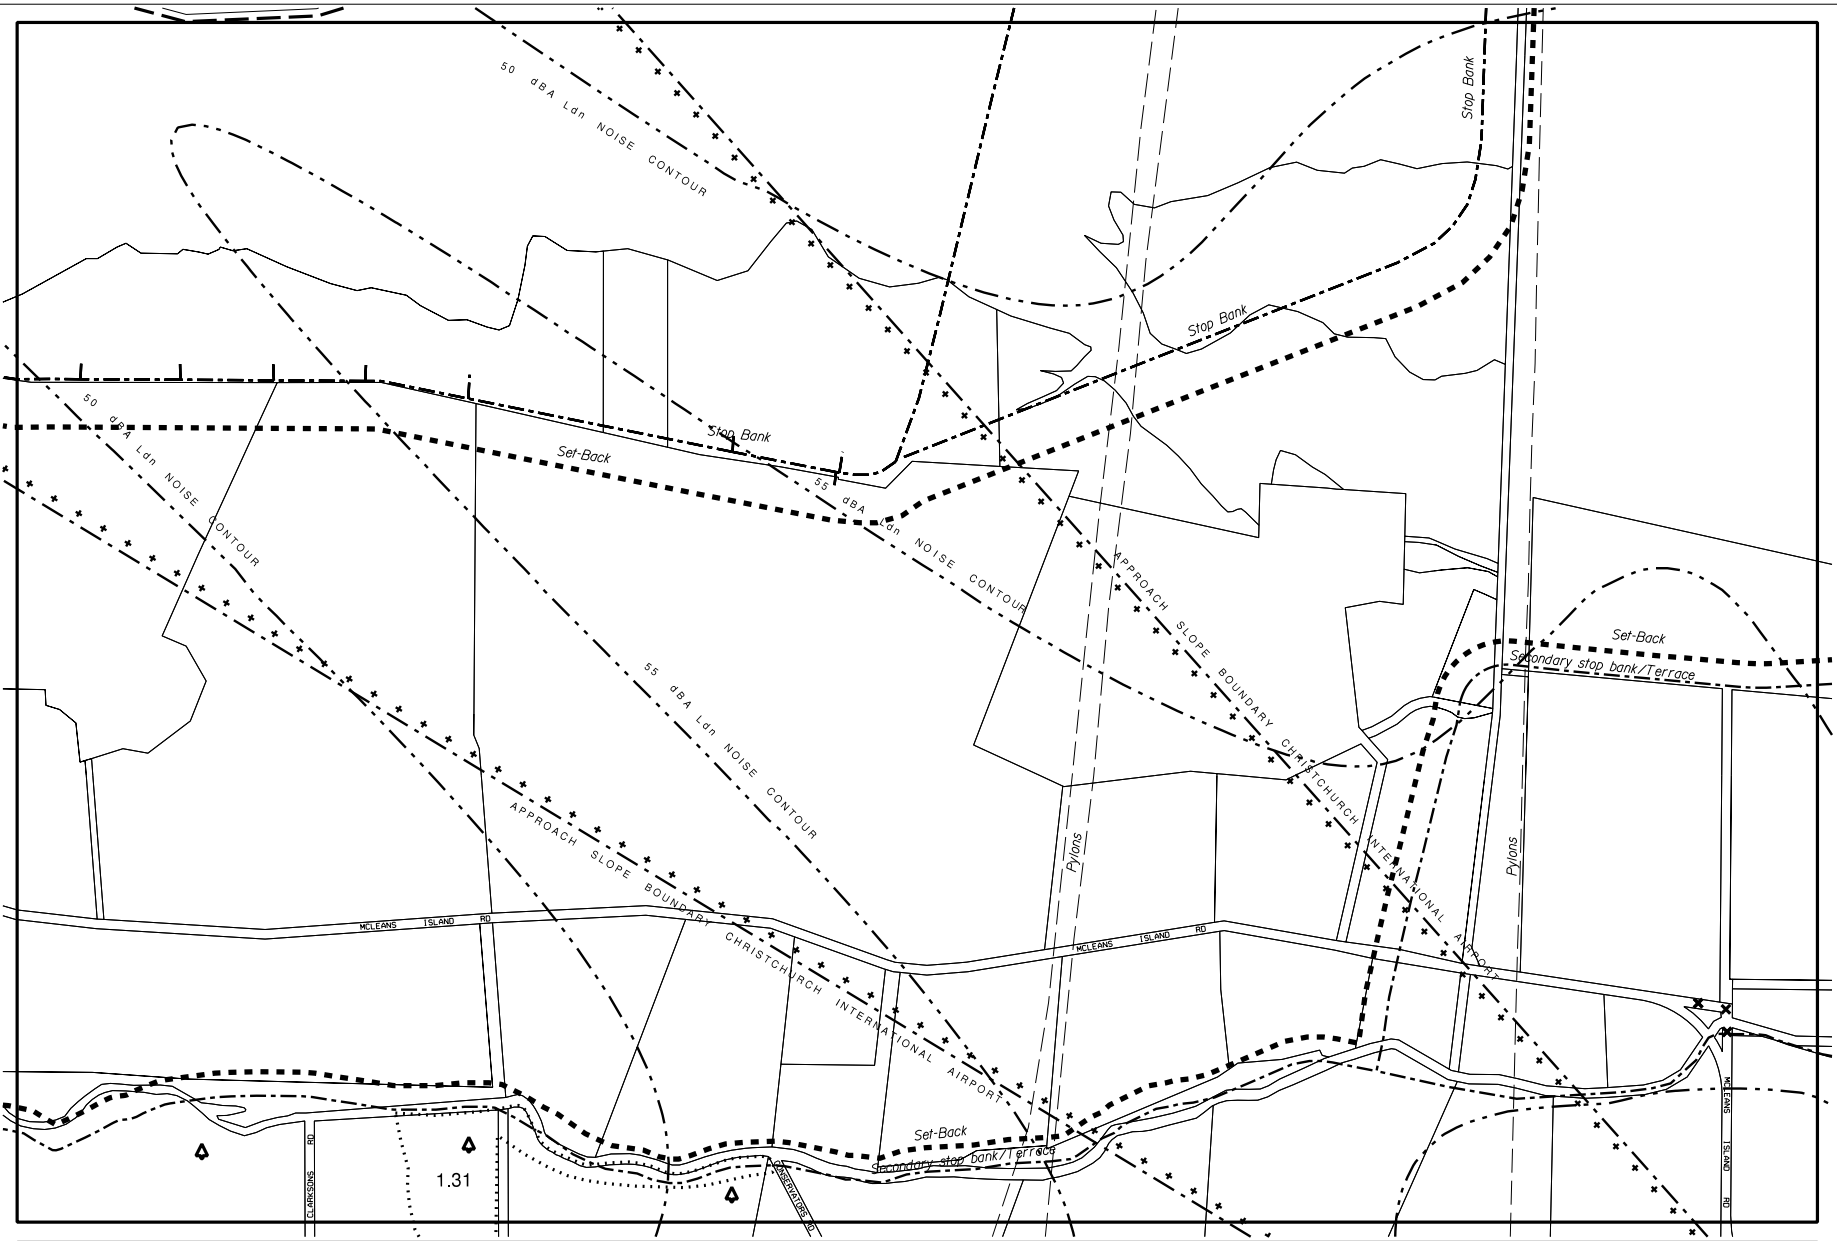 Stop Bank
50 dBA Ldn NOISE CONTOUR
Stop Bank
50 dBA Ldn NOISE CONTOUR
Stop Bank
Set-Back
55 dBA Ldn NOISE CONTOUR
APPROACH SLOPE BOUNDARY CHRISTCHURCH INTERNATIONAL AIRPORT
Set-Back
Secondary stop bank/Terrace
55 dBA Ldn NOISE CONTOUR
APPROACH SLOPE BOUNDARY CHRISTCHURCH INTERNATIONAL AIRPORT
Pylons
Pylons
MCLEANS ISLAND RD
MCLEANS ISLAND RD
MCLEANS ISLAND RD
Set-Back
Secondary stop bank/Terrace
CLARKSONS RD
1.31
CONSERVATORS RD